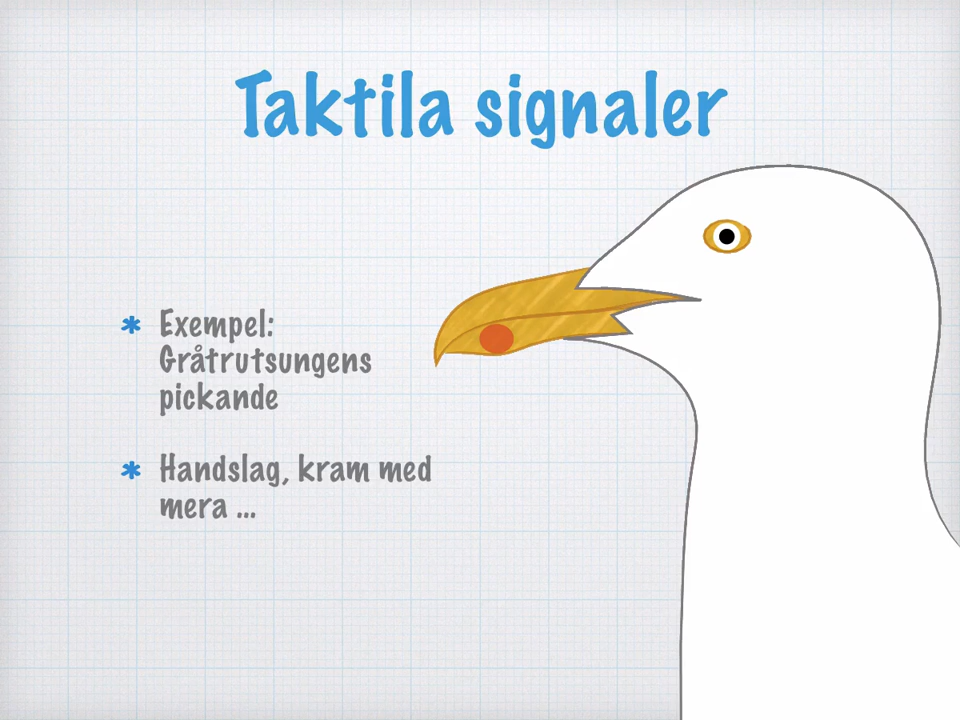 Taktila signaler
* Exempel:
Gråtrutsungens
pickande
* Handslag, kram med
mera ...